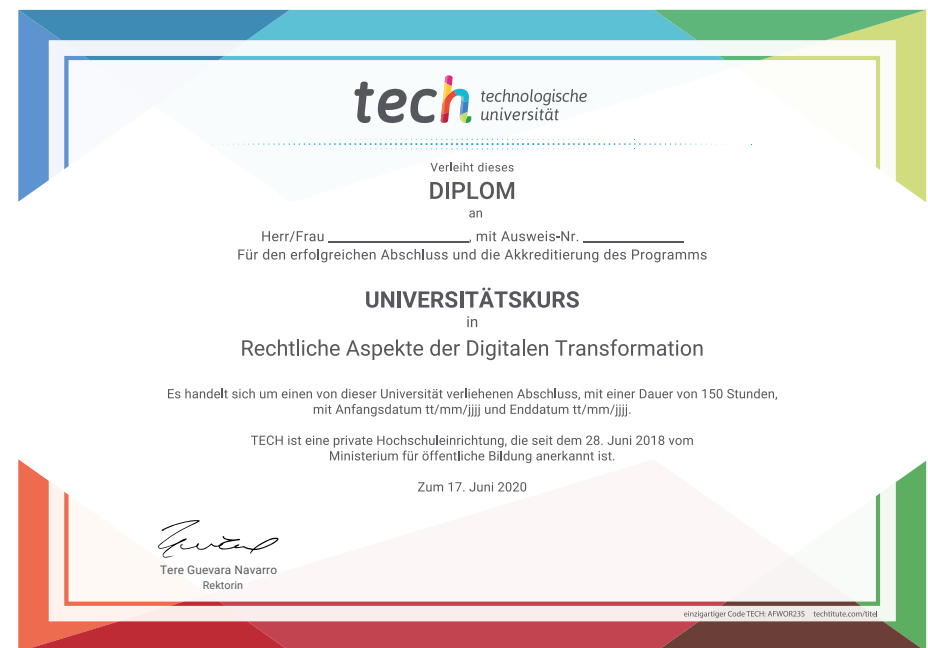 tech technologische
universität
Verleiht dieses
DIPLOM
an
Herr/Frau ________________, mit Ausweis-Nr. ____________
Für den erfolgreichen Abschluss und die Akkreditierung des Programms
UNIVERSITÄTSKURS
in
Rechtliche Aspekte der Digitalen Transformation
Es handelt sich um einen von dieser Universität verliehenen Abschluss, mit einer Dauer von 150 Stunden,
mit Anfangsdatum tt/mm/jjjj und Enddatum tt/mm/jjjj.
TECH ist eine private Hochschuleinrichtung, die seit dem 28. Juni 2018 vom
Ministerium für öffentliche Bildung anerkannt ist.
Zum 17. Juni 2020
Tere Guevara Navarro
Rektorin
einzigartiger Code TECH: AFWOR23S techtitute.com/titel